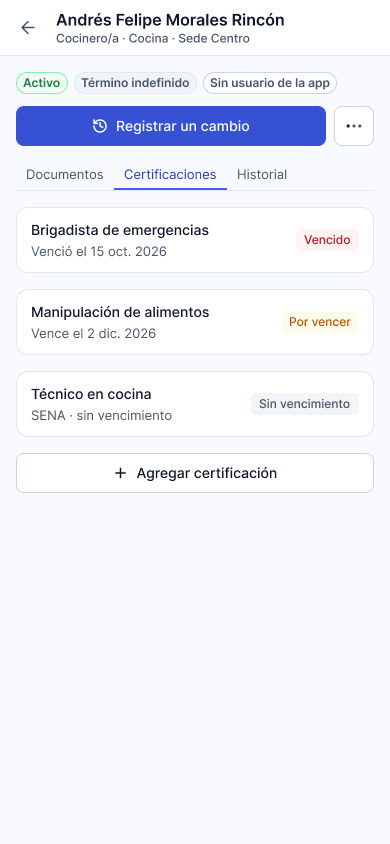 Andrés Felipe Morales Rincón
Cocinero/a · Cocina · Sede Centro
Activo
Término indefinido
Sin usuario de la app
Registrar un cambio
Documentos
Certificaciones
Historial
Brigadista de emergencias
Venció el 15 oct. 2026
Vencido
Manipulación de alimentos
Vence el 2 dic. 2026
Por vencer
Técnico en cocina
SENA · sin vencimiento
Sin vencimiento
Agregar certificación